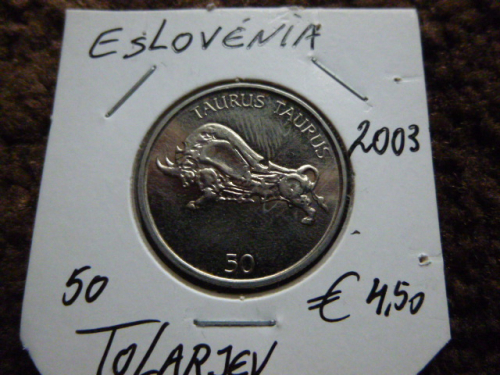 EsLOVÉNIA
TAURUS TAURUS
2003
50
50
€ 4,50
TOLARJEV